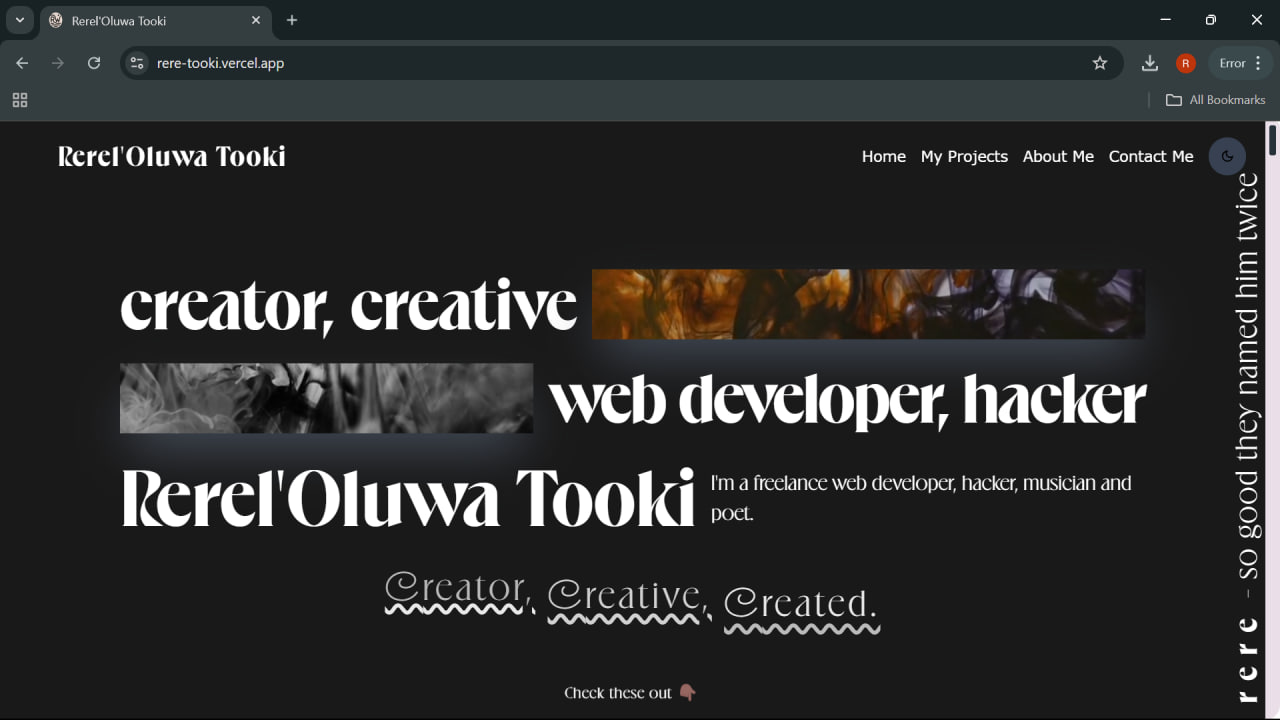 Rerel'Oluwa Tooki
rere-tooki.vercel.app
R
Error
All Bookmarks
Rerel'Oluwa Tooki
Home My Projects About Me Contact Me
creator, creative
web developer, hacker
Rerel'Oluwa Tooki
I'm a freelance web developer, hacker, musician and
poet.
Creator, Creative, Created.
Check these out 👇🏾
rere - so good they named him twice